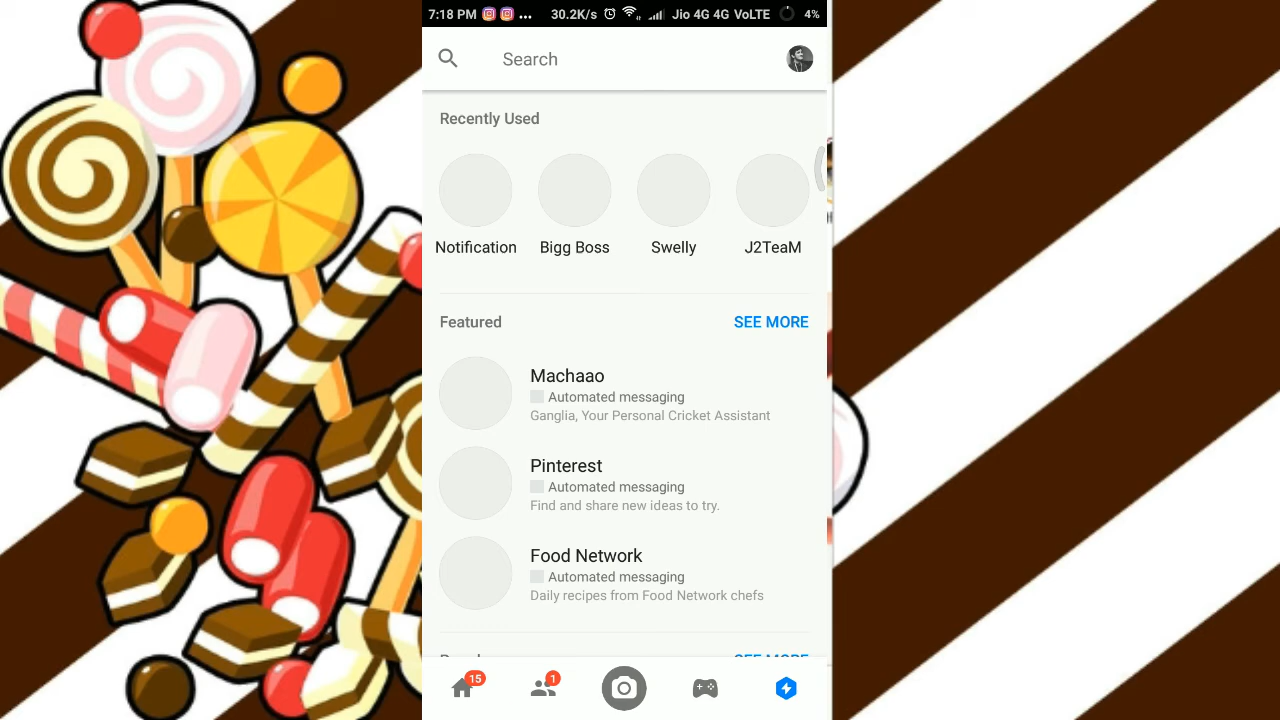 7:18 PM ... 30.2K/s Jio 4G 4G VoLTE 4%
Search
Recently Used
Notification Bigg Boss Swelly J2TeaM
Featured SEE MORE
Machaao
Automated messaging
Ganglia, Your Personal Cricket Assistant
Pinterest
Automated messaging
Find and share new ideas to try.
Food Network
Automated messaging
Daily recipes from Food Network chefs
SEE MORE
15 1